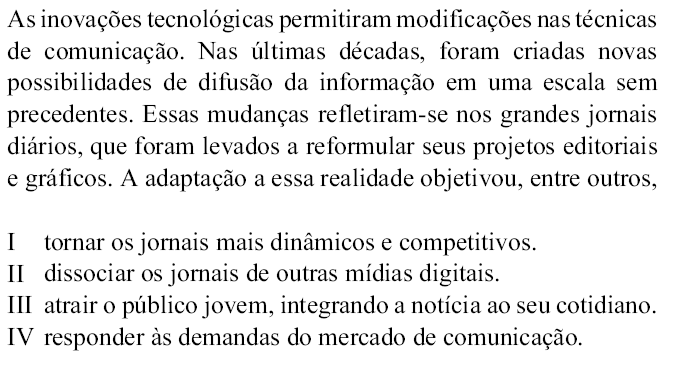 As inovações tecnológicas permitiram modificações nas técnicas
de comunicação. Nas últimas décadas, foram criadas novas
possibilidades de difusão da informação em uma escala sem
precedentes. Essas mudanças refletiram-se nos grandes jornais
diários, que foram levados a reformular seus projetos editoriais
e gráficos. A adaptação a essa realidade objetivou, entre outros,
I tornar os jornais mais dinâmicos e competitivos.
II dissociar os jornais de outras mídias digitais.
III atrair o público jovem, integrando a notícia ao seu cotidiano.
IV responder às demandas do mercado de comunicação.